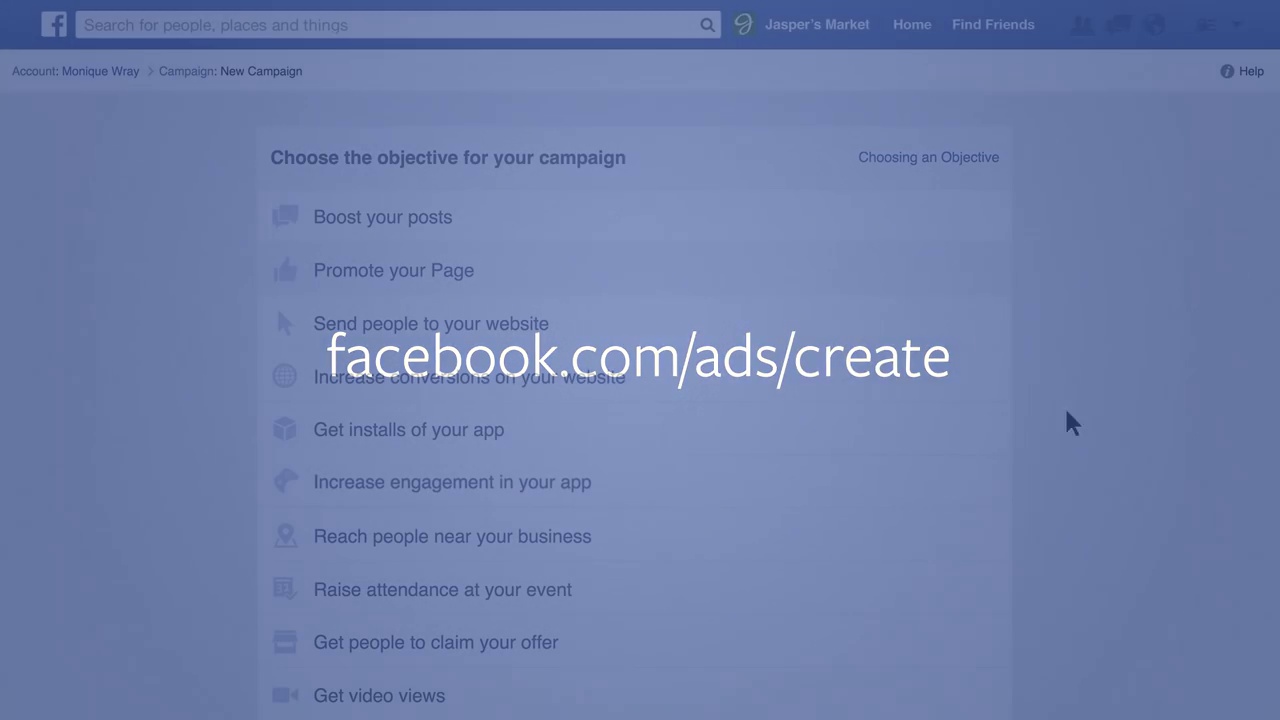 Search for people, places and things
Jasper's Market Home Find Friends
Account: Monique Wray > Campaign: New Campaign
Help
Choose the objective for your campaign
Choosing an Objective
Boost your posts
Promote your Page
Send people to your website
facebook.com/ads/create
Increase conversions on your website
Get installs of your app
Increase engagement in your app
Reach people near your business
Raise attendance at your event
Get people to claim your offer
Get video views